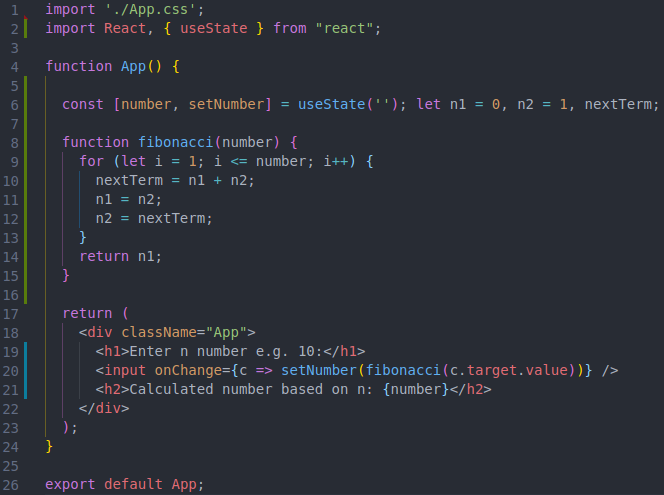 1 import './App.css';
2 import React, { useState } from "react";
3
4 function App() {
5
6 const [number, setNumber] = useState(''); let n1 = 0, n2 = 1, nextTerm;
7
8 function fibonacci(number) {
9 for (let i = 1; i <= number; i++) {
10 nextTerm = n1 + n2;
11 n1 = n2;
12 n2 = nextTerm;
13 }
14 return n1;
15 }
16
17 return (
18 <div className="App">
19 <h1>Enter n number e.g. 10:</h1>
20 <input onChange={c => setNumber(fibonacci(c.target.value))} />
21 <h2>Calculated number based on n: {number}</h2>
22 </div>
23 );
24 }
25
26 export default App;